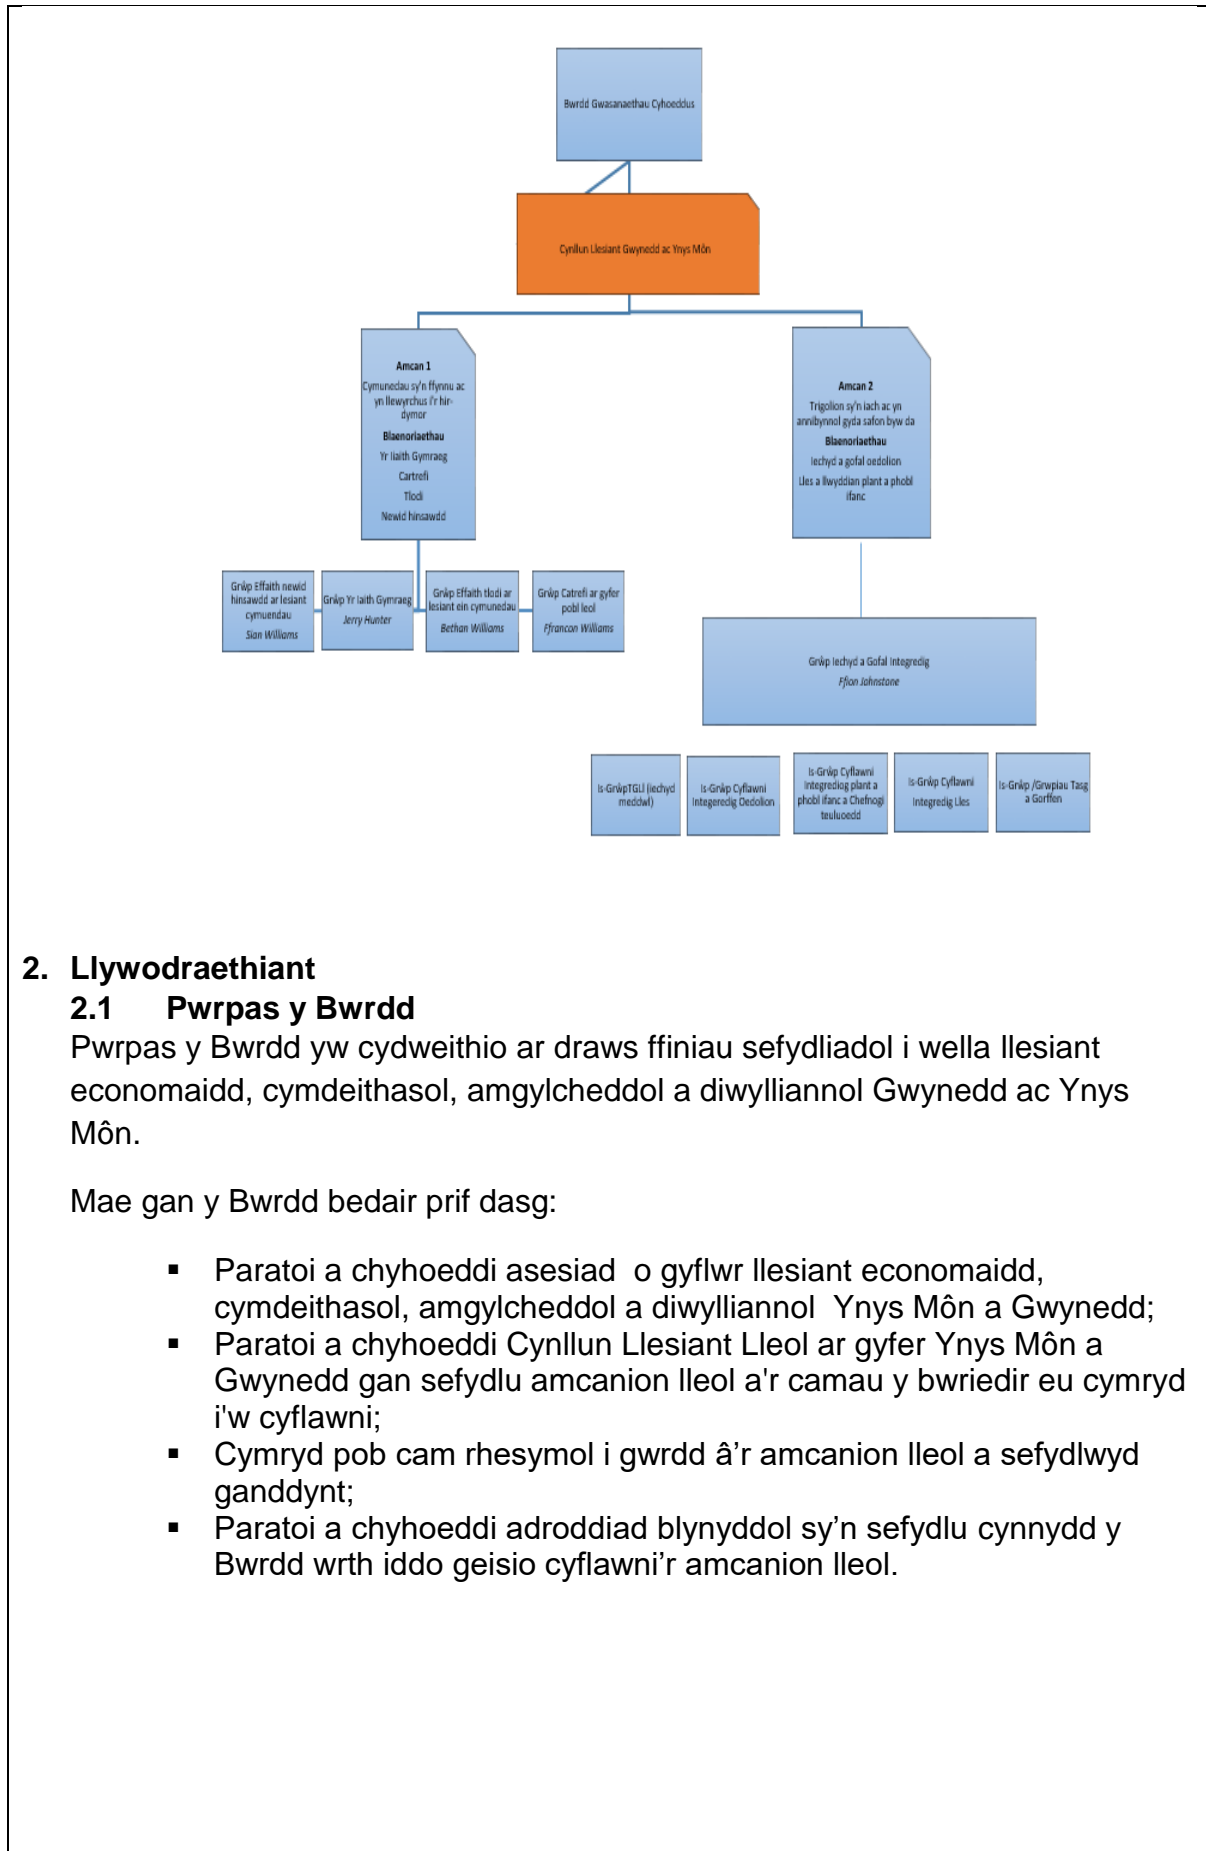 Bwrdd Gwasanaethau Cyhoeddus
Cynllun Llesiant Gwynedd ac Ynys Môn
Amcan 1
Cymunedau sy'n ffynnu ac
yn llewyrchus i'r hir-
dymor
Blaenoriaethau
Yr Iiaith Gymraeg
Cartrefi
Tlodi
Newid hinsawdd
Amcan 2
Trigolion sy'n iach ac yn
annibynnol gyda safon byw da
Blaenoriaethau
Iechyd a gofal oedolion
Lles a llwyddian plant a phobl
ifanc
Grŵp Effaith newid
hinsawdd ar lesiant
cymuendau
Sian Williams
Grŵp Yr Iaith Gymraeg
Jerry Hunter
Grŵp Effaith tlodi ar
lesiant ein cymunedau
Bethan Williams
Grŵp Catrefi ar gyfer
pobl leol
Ffrancon Williams
Grŵp Iechyd a Gofal Integredig
Ffion Johnstone
Is-GrŵpTGLl (iechyd
meddwl)
Is-Grŵp Cyflawni
Integeredig Oedolion
Is-Grŵp Cyflawni
Integrediog plant a
phobl ifanc a Chefnogi
teuluoedd
Is-Grŵp Cyflawni
Integredig Lles
Is-Grŵp /Grwpiau Tasg
a Gorffen
2. Llywodraethiant
2.1 Pwrpas y Bwrdd
Pwrpas y Bwrdd yw cydweithio ar draws ffiniau sefydliadol i wella llesiant
economaidd, cymdeithasol, amgylcheddol a diwylliannol Gwynedd ac Ynys
Môn.
Mae gan y Bwrdd bedair prif dasg:
▪ Paratoi a chyhoeddi asesiad o gyflwr llesiant economaidd,
cymdeithasol, amgylcheddol a diwylliannol Ynys Môn a Gwynedd;
▪ Paratoi a chyhoeddi Cynllun Llesiant Lleol ar gyfer Ynys Môn a
Gwynedd gan sefydlu amcanion lleol a'r camau y bwriedir eu cymryd
i'w cyflawni;
▪ Cymryd pob cam rhesymol i gwrdd â’r amcanion lleol a sefydlwyd
ganddynt;
▪ Paratoi a chyhoeddi adroddiad blynyddol sy’n sefydlu cynnydd y
Bwrdd wrth iddo geisio cyflawni’r amcanion lleol.